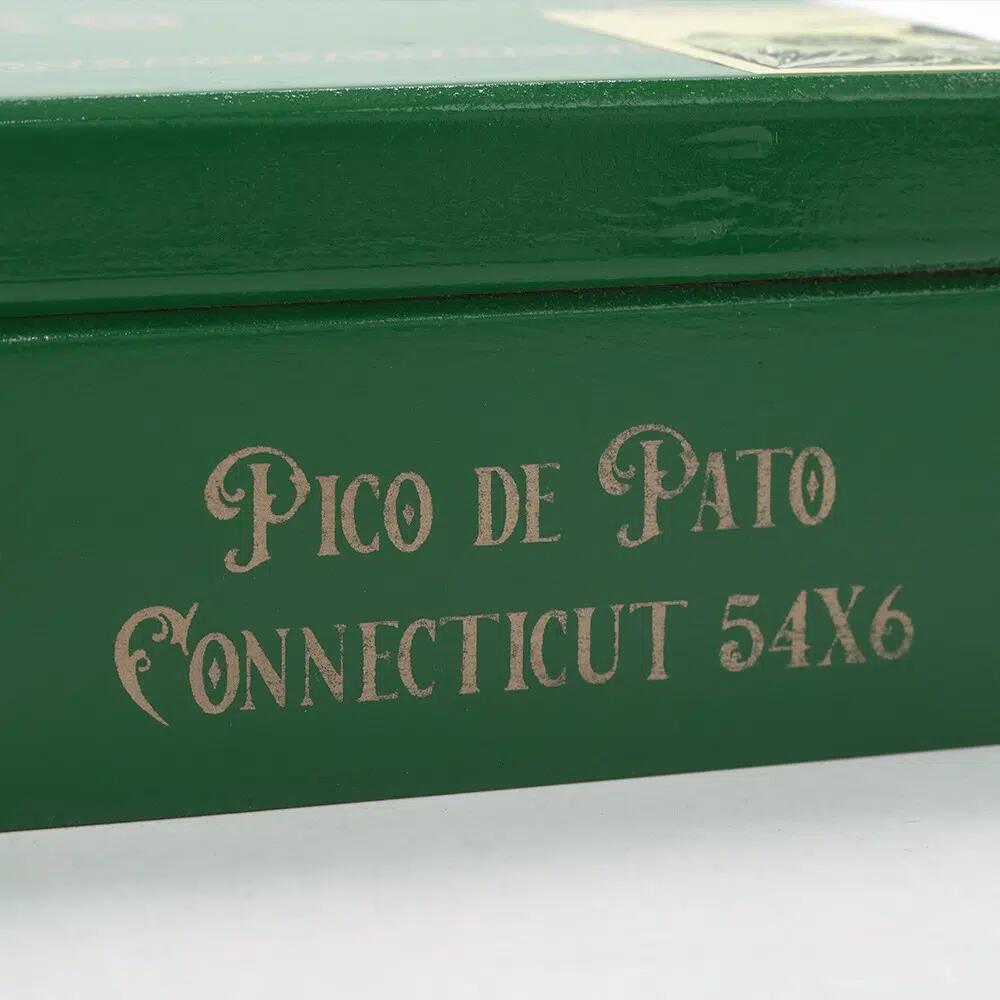 Pico de Pato
Connecticut 54x6